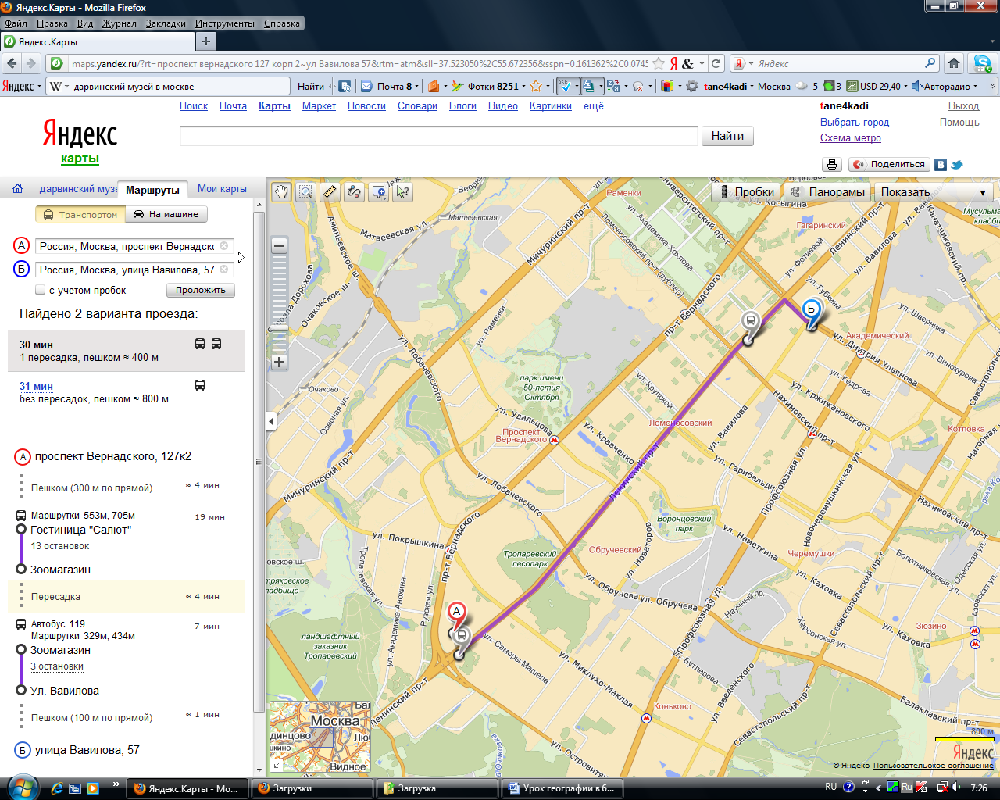 Яндекс.Карты - Mozilla Firefox
Файл Правка Вид Журнал Закладки Инструменты Справка
Яндекс.Карты
maps.yandex.ru/?rt=проспект вернадского 127 корп 2~ул Вавилова 57&rtm=atm&sll=37.523050%2C55.672356&sspn=0.161362%2C0.0745
Яндекс
Яндекс
W дарвинский музей в москве
Найти
Почта 8
Фотки 8251
tane4kadi
Москва
-5
3
USD 29,40
Авторадио
Поиск Почта Карты Маркет Новости Словари Блоги Видео Картинки ещё
tane4kadi
Выход
Выбрать город
Помощь
Схема метро
Яндекс
карты
Найти
Поделиться
дарвинский музе
Маршруты
Мои карты
Транспортом
На машине
А Россия, Москва, проспект Вернадско
Б Россия, Москва, улица Вавилова, 57
с учетом пробок
Проложить
Найдено 2 варианта проезда:
30 мин
1 пересадка, пешком ≈ 400 м
31 мин
без пересадок, пешком ≈ 800 м
А проспект Вернадского, 127к2
Пешком (300 м по прямой) ≈ 4 мин
Маршрутки 553м, 705м 19 мин
Гостиница "Салют"
13 остановок
Зоомагазин
Пересадка ≈ 4 мин
Автобус 119 7 мин
Маршрутки 329м, 434м
Зоомагазин
3 остановки
Ул. Вавилова
Пешком (100 м по прямой) ≈ 1 мин
Б улица Вавилова, 57
Пробки
Панорамы
Показать
Раменки
Матвеевская
Матвеевская ул.
Аминьевское ш.
Очаковское ш.
Мичуринский пр-т
Университетский пр-т
ул. Академика Хохлова
Ломоносовский пр-т (дублер)
ул. Косыгина
Гагаринский
Ленинский пр-т
ул. Фотиевой
ул. Вавилова
ул. Губкина
ул. Шверника
Академический
ул. Дмитрия Ульянова
ул. Винокурова
ул. Кедрова
ул. Кржижановского
Нахимовский пр-т
Севастопольский
Котловка
Нагорная ул.
пр-т Вернадского
ул. Раменки
ул. Лобачевского
парк имени
50-летия
Октября
Очаково
Озерная ул.
ул. Удальцова
Проспект
Вернадского
ул. Крупской
Ломоносовский
ул. Вавилова
ул. Кравченко
ул. Гарибальди
Ленинский пр-т
Профсоюзная ул.
Новочеремушкинская ул.
Нахимовский пр-т
Мичуринский пр-т
ул. Лобачевского
Воронцовский
парк
ул. Покрышкина
пр-т Вернадского
Тропаревский
лесопарк
Обручевский
ул. Новаторов
ул. Наметкина
Черемушки
Севастопольский пр-т
Болотниковская ул.
Одесская ул.
Азовская ул.
Тропаревская ул.
ул. Академика Анохина
Рузская ул.
ул. Обручева
ул. Обручева
Научный пр.
ул. Каховка
Херсонская ул.
Зюзино
ул. Каховка
А
Б
ландшафтный
заказник
Тропаревский
ул. Саморы Машела
ул. Миклухо-Маклая
Профсоюзная ул.
ул. Бутлерова
ул. Введенского
Коньково
Севастопольский пр-т
Балаклавский пр-т
Ленинский пр-т
ул. Островитя
Москва
динцово
Люб
Видное
800 м
Яндекс
© Яндекс Пользовательское соглашение
Яндекс.Карты - Mo...
Загрузки
Загрузка
Урок географии в 6...
RU
Ru
7:26